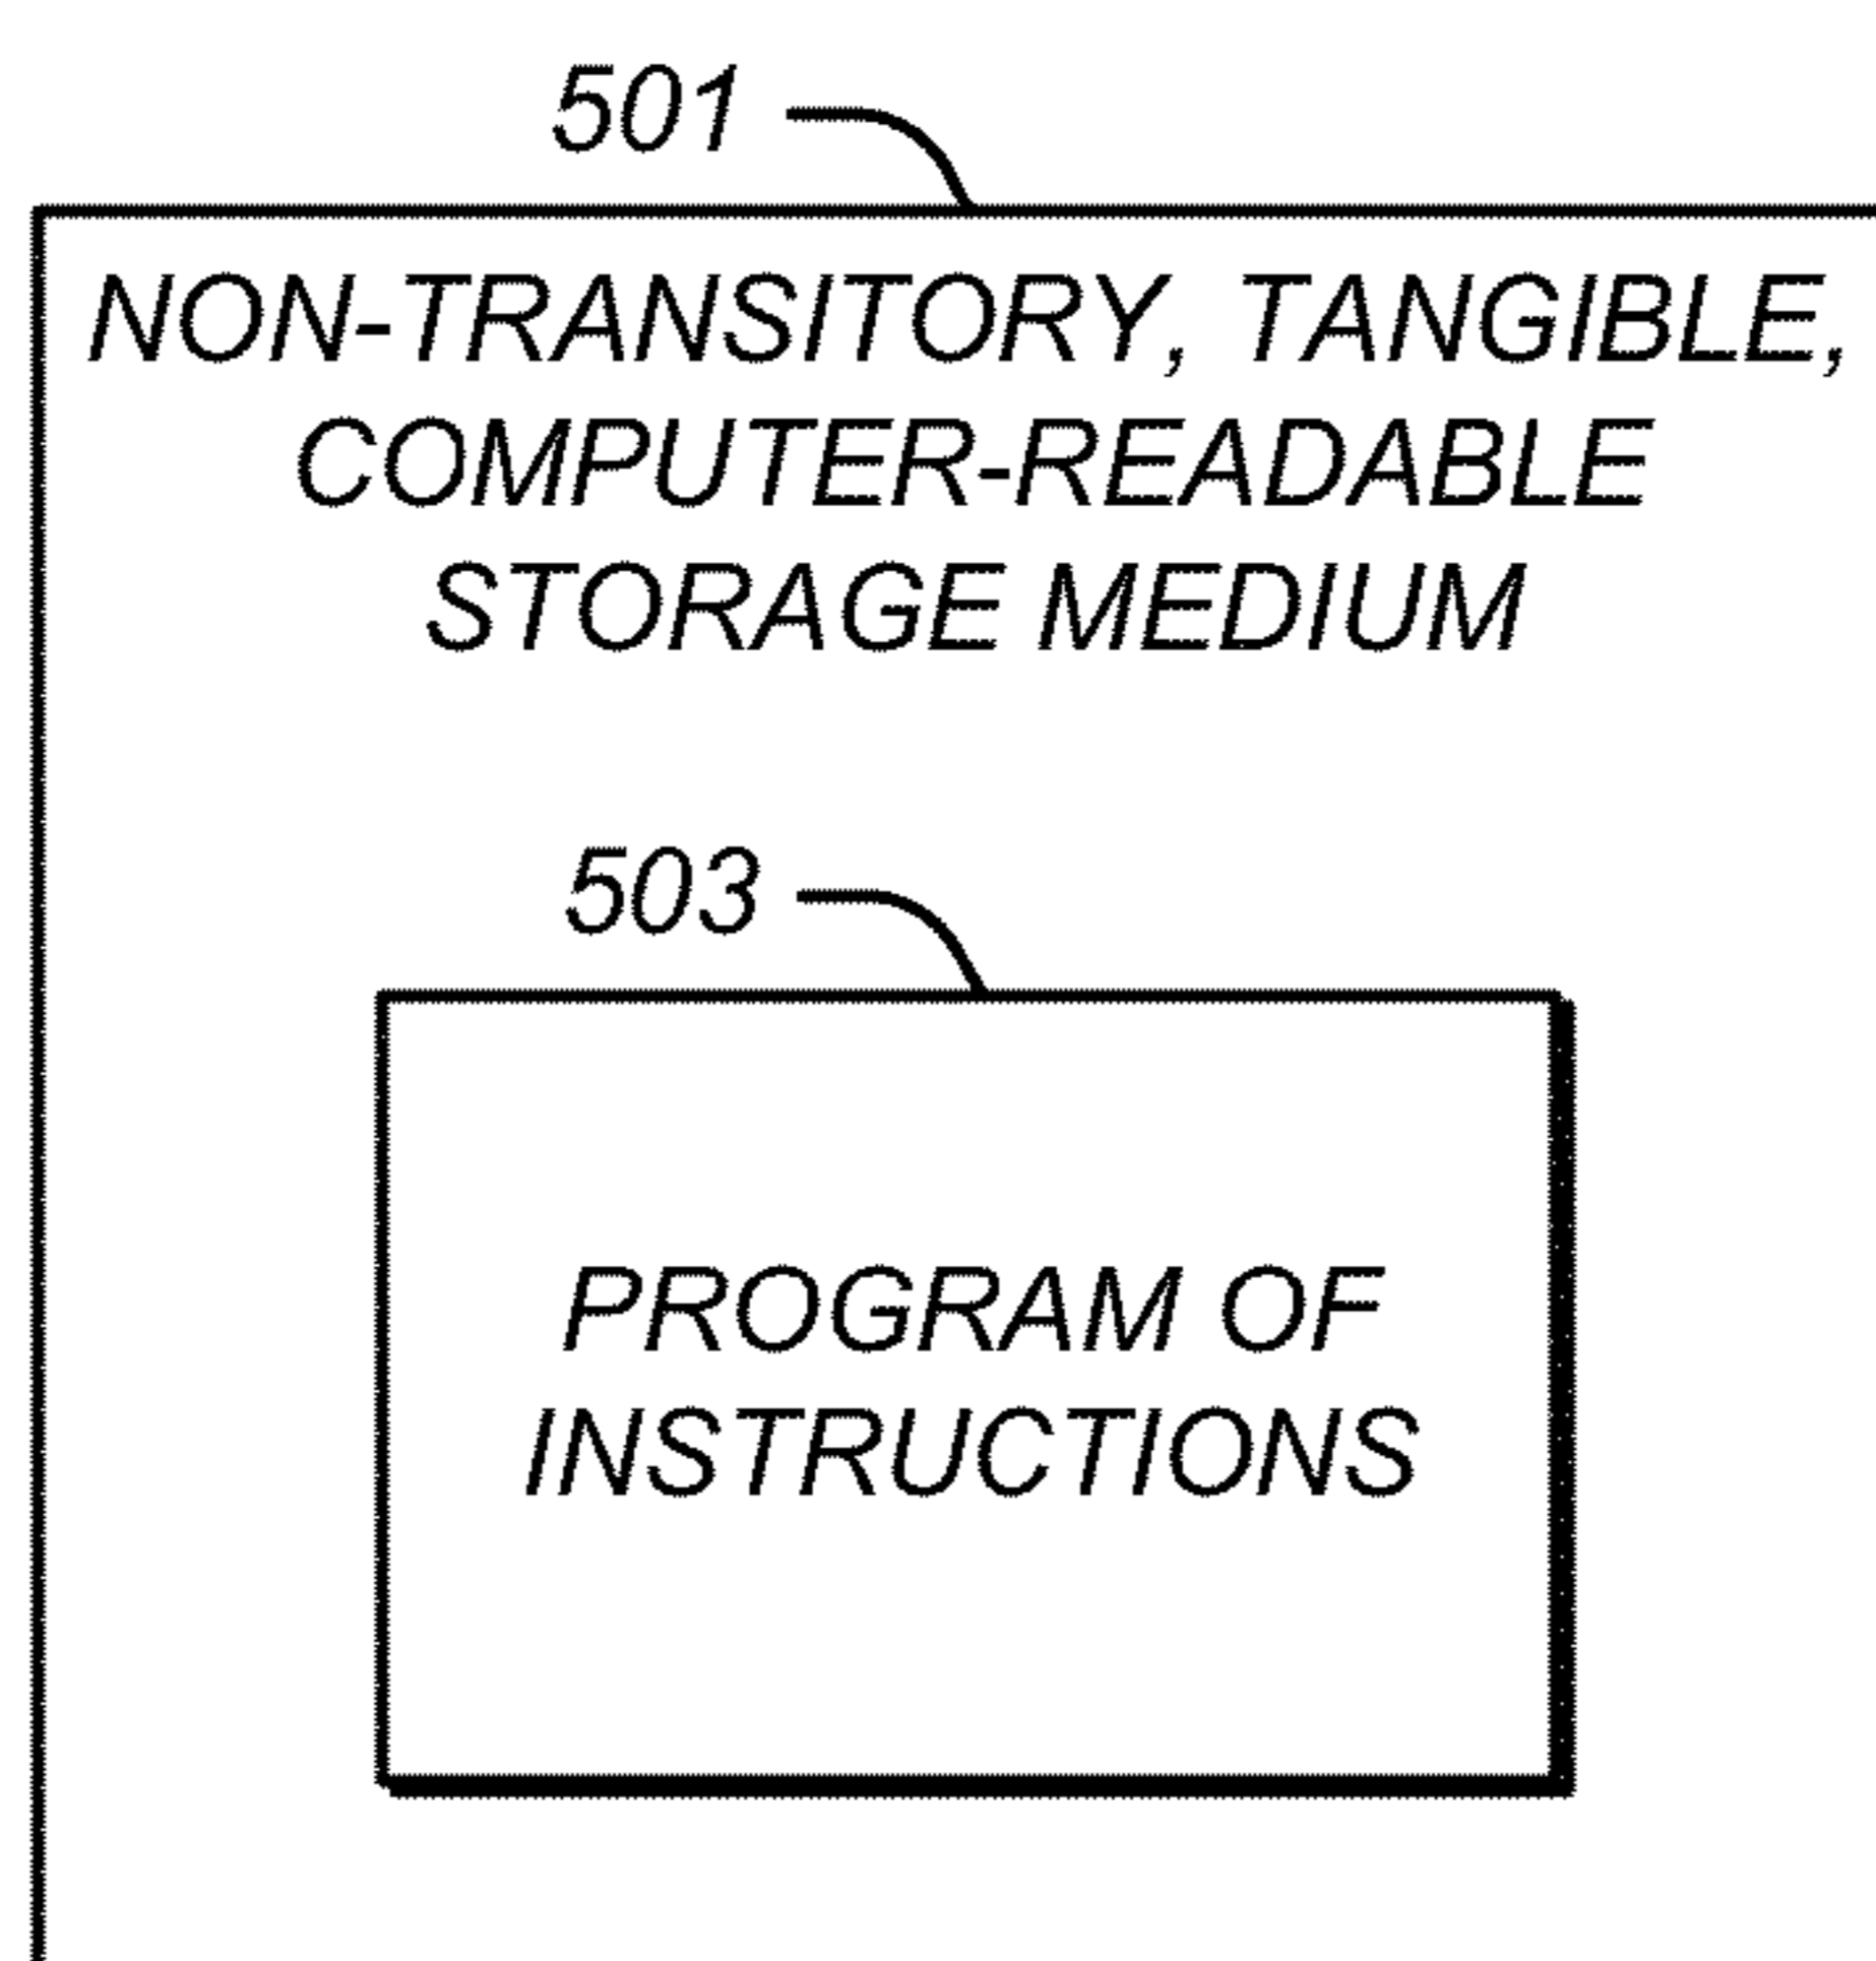 501
NON-TRANSITORY, TANGIBLE,
COMPUTER-READABLE
STORAGE MEDIUM
503
PROGRAM OF
INSTRUCTIONS